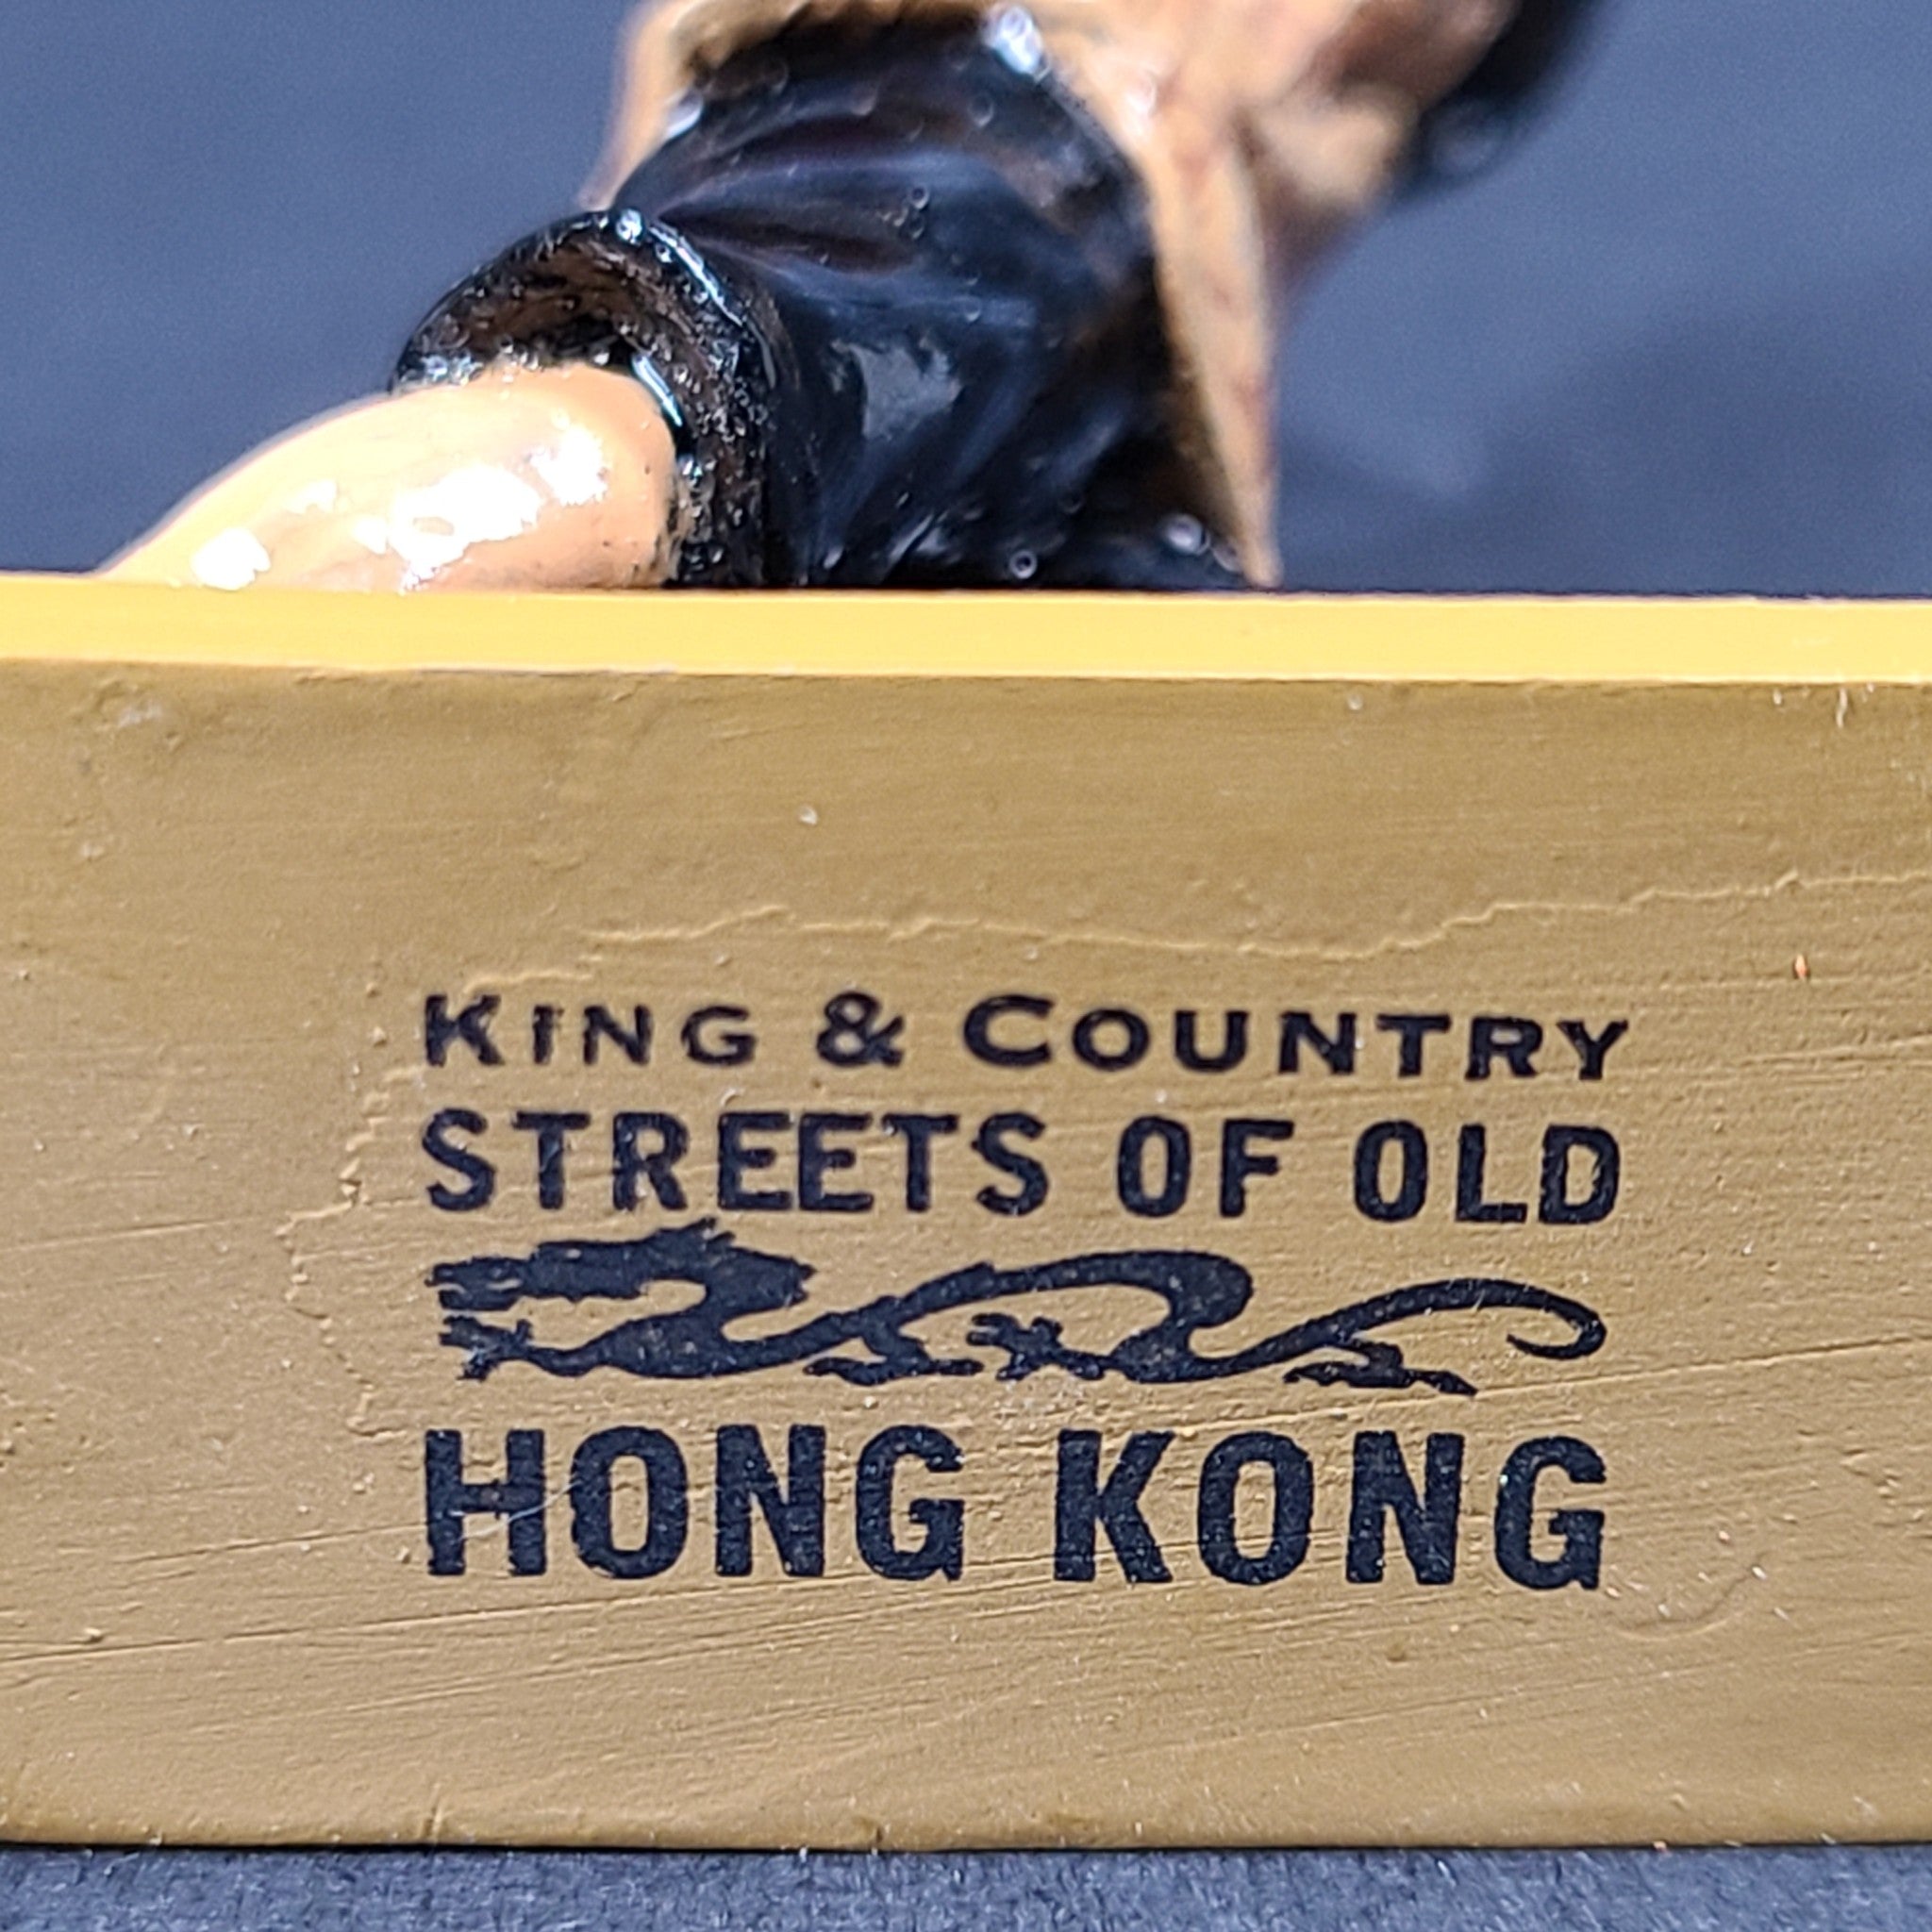 KING & COUNTRY
STREETS OF OLD
HONG KONG